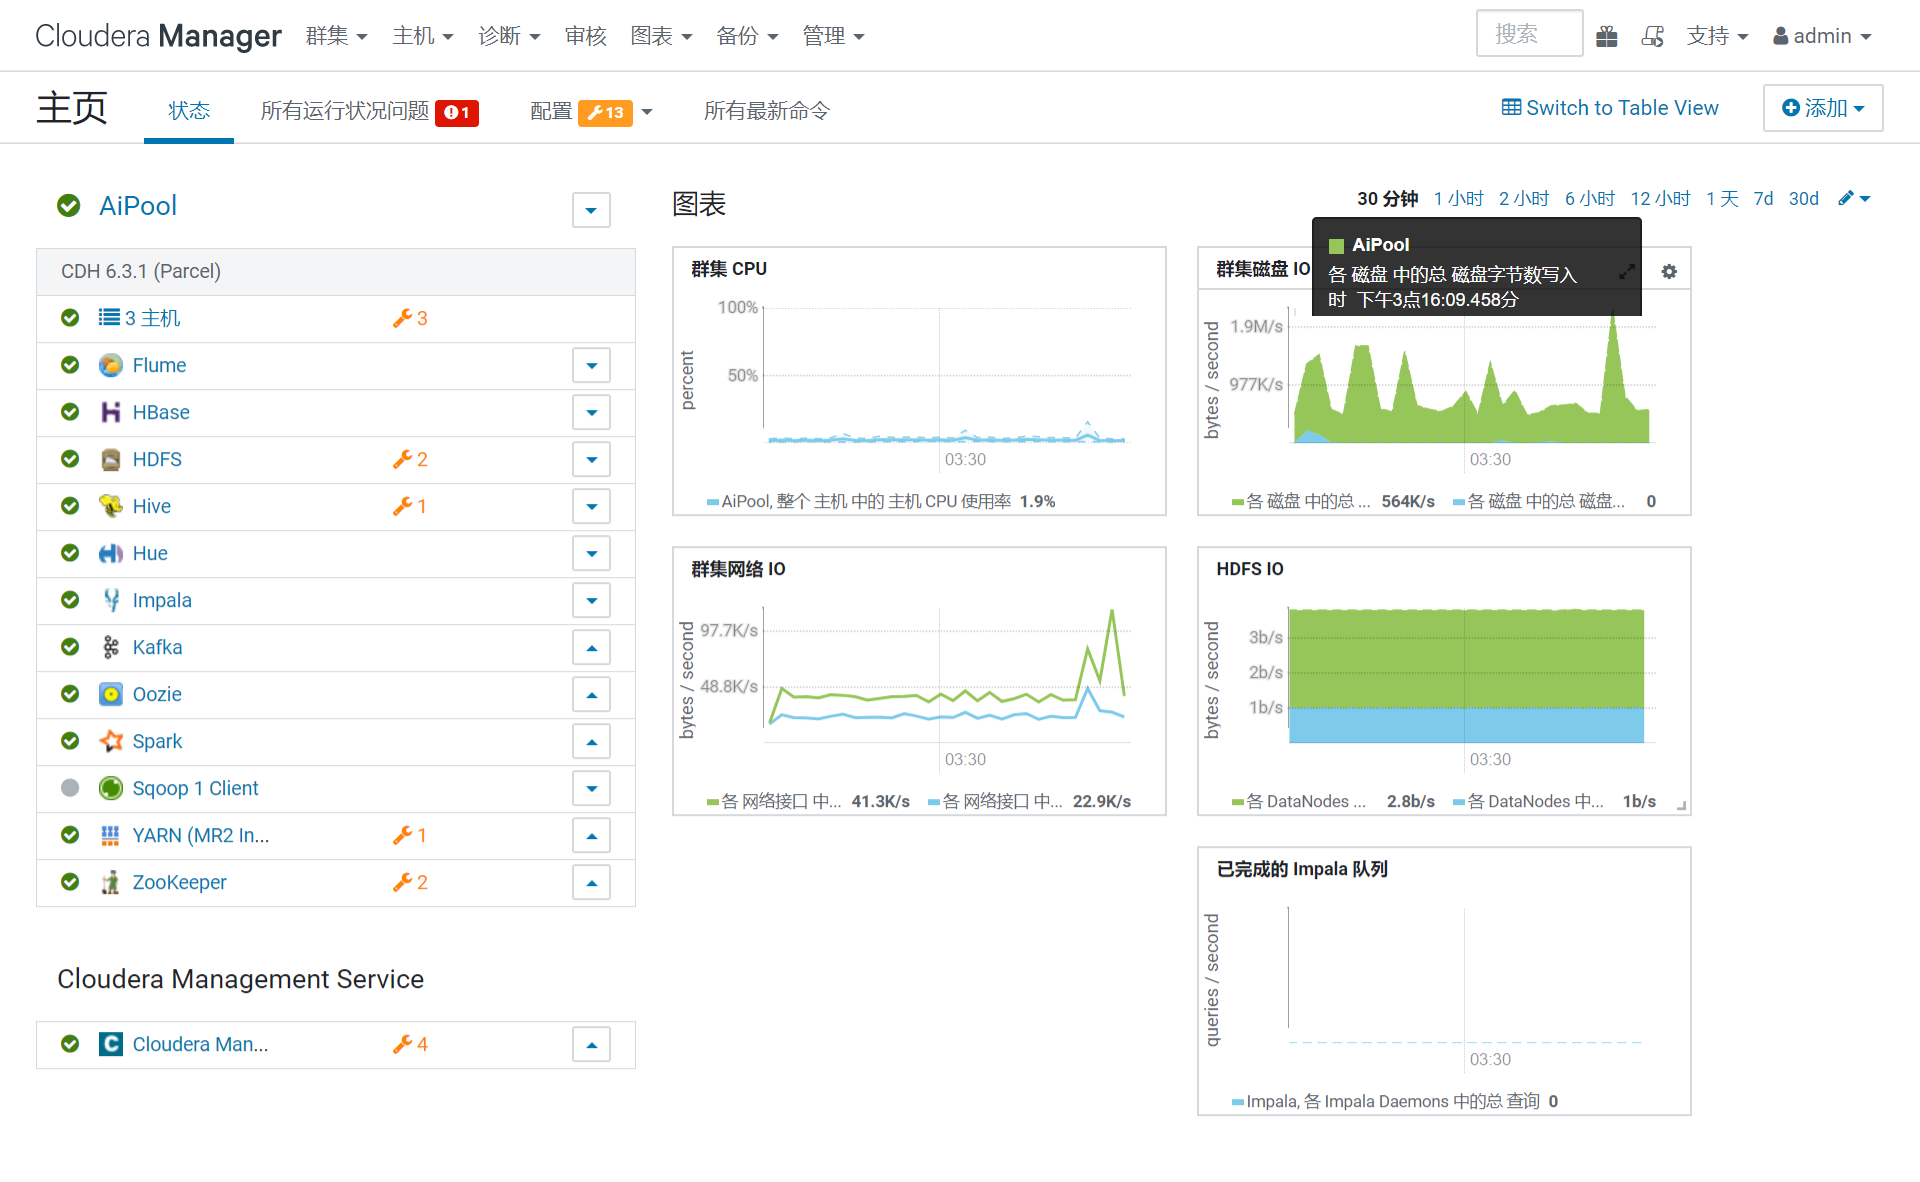 Cloudera Manager 群集 主机 诊断 审核 图表 备份 管理 搜索 支持 admin
主页 状态 所有运行状况问题 1 配置 13 所有最新命令 Switch to Table View 添加
AiPool
CDH 6.3.1 (Parcel)
3 主机 3
Flume
HBase
HDFS 2
Hive 1
Hue
Impala
Kafka
Oozie
Spark
Sqoop 1 Client
YARN (MR2 In... 1
ZooKeeper 2
Cloudera Management Service
Cloudera Man... 4
图表
30 分钟 1 小时 2 小时 6 小时 12 小时 1 天 7d 30d
群集 CPU
percent
100%
50%
03:30
AiPool, 整个 主机 中的 主机 CPU 使用率 1.9%
群集磁盘 IO
AiPool
各 磁盘 中的总 磁盘字节数写入
时 下午3点16:09.458分
bytes / second
1.9M/s
977K/s
03:30
各 磁盘 中的总 ... 564K/s 各 磁盘 中的总 磁盘... 0
群集网络 IO
bytes / second
97.7K/s
48.8K/s
03:30
各 网络接口 中... 41.3K/s 各 网络接口 中... 22.9K/s
HDFS IO
bytes / second
3b/s
2b/s
1b/s
03:30
各 DataNodes ... 2.8b/s 各 DataNodes 中... 1b/s
已完成的 Impala 队列
queries / second
03:30
Impala, 各 Impala Daemons 中的总 查询 0